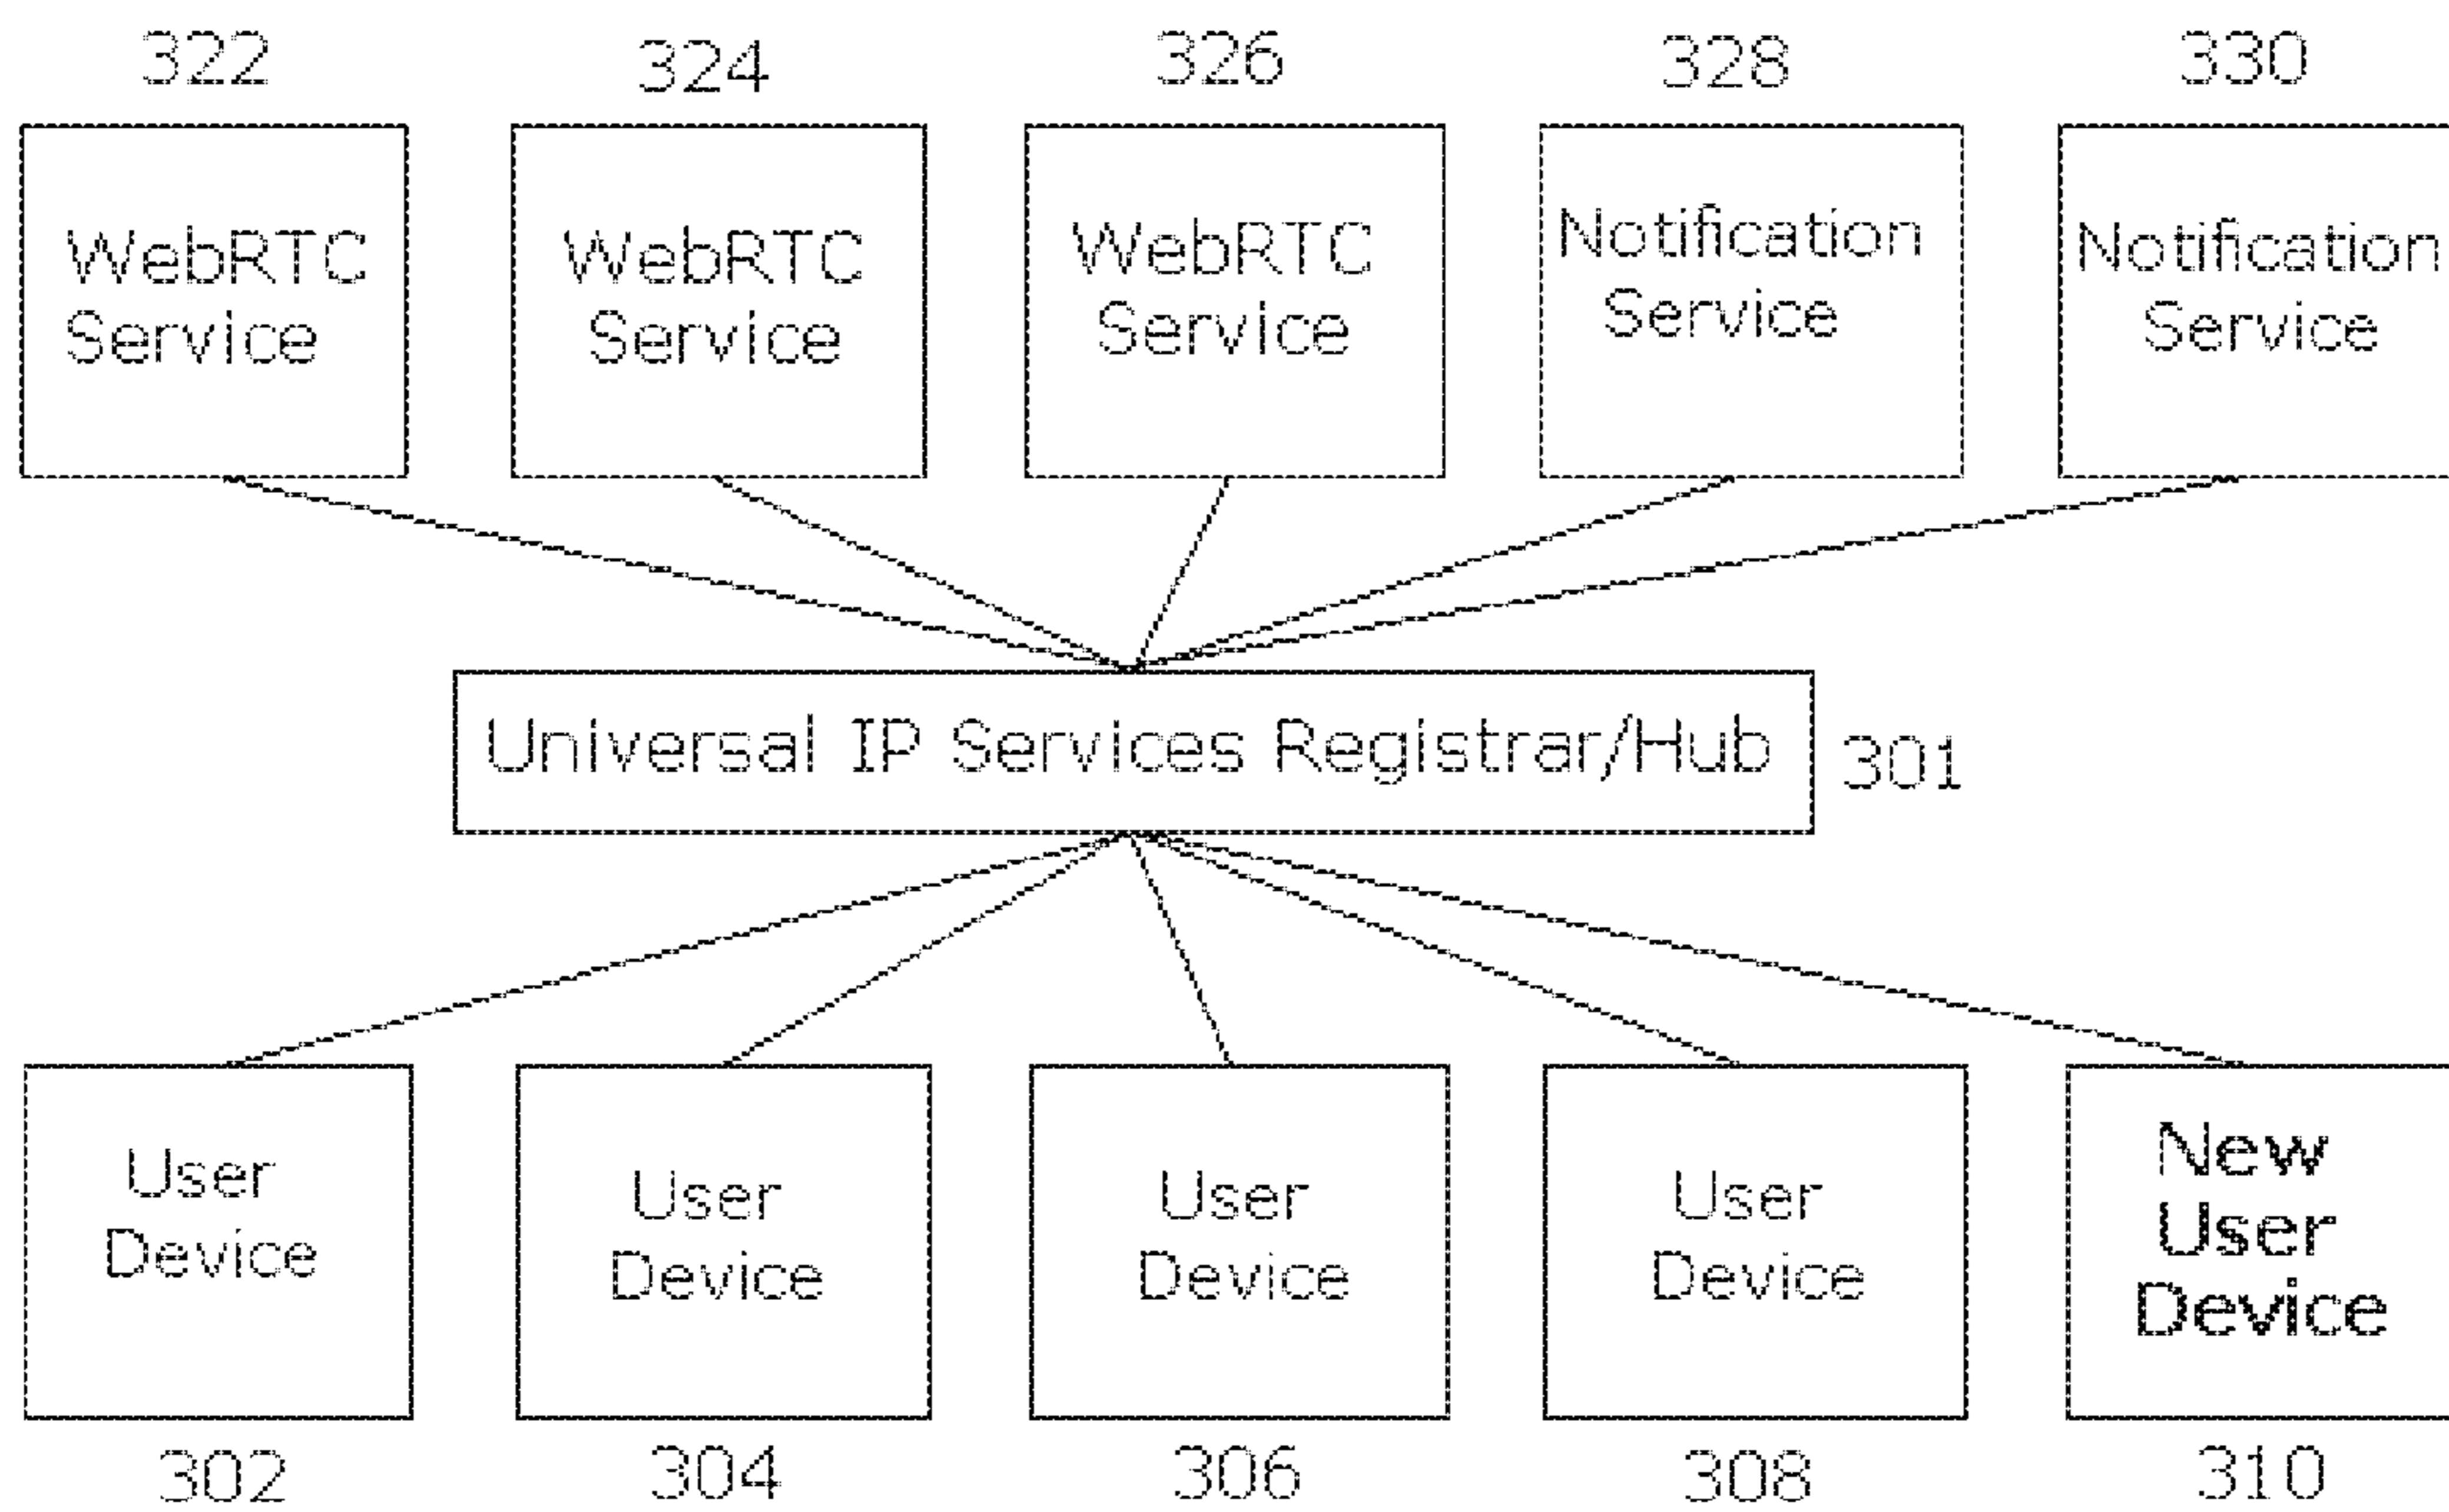 322 324 326 328 330
WebRTC WebRTC WebRTC Notification Notification
Service Service Service Service Service
Universal IP Services Registrar/Hub 301
User User User User New
Device Device Device Device User
Device
302 304 306 308 310